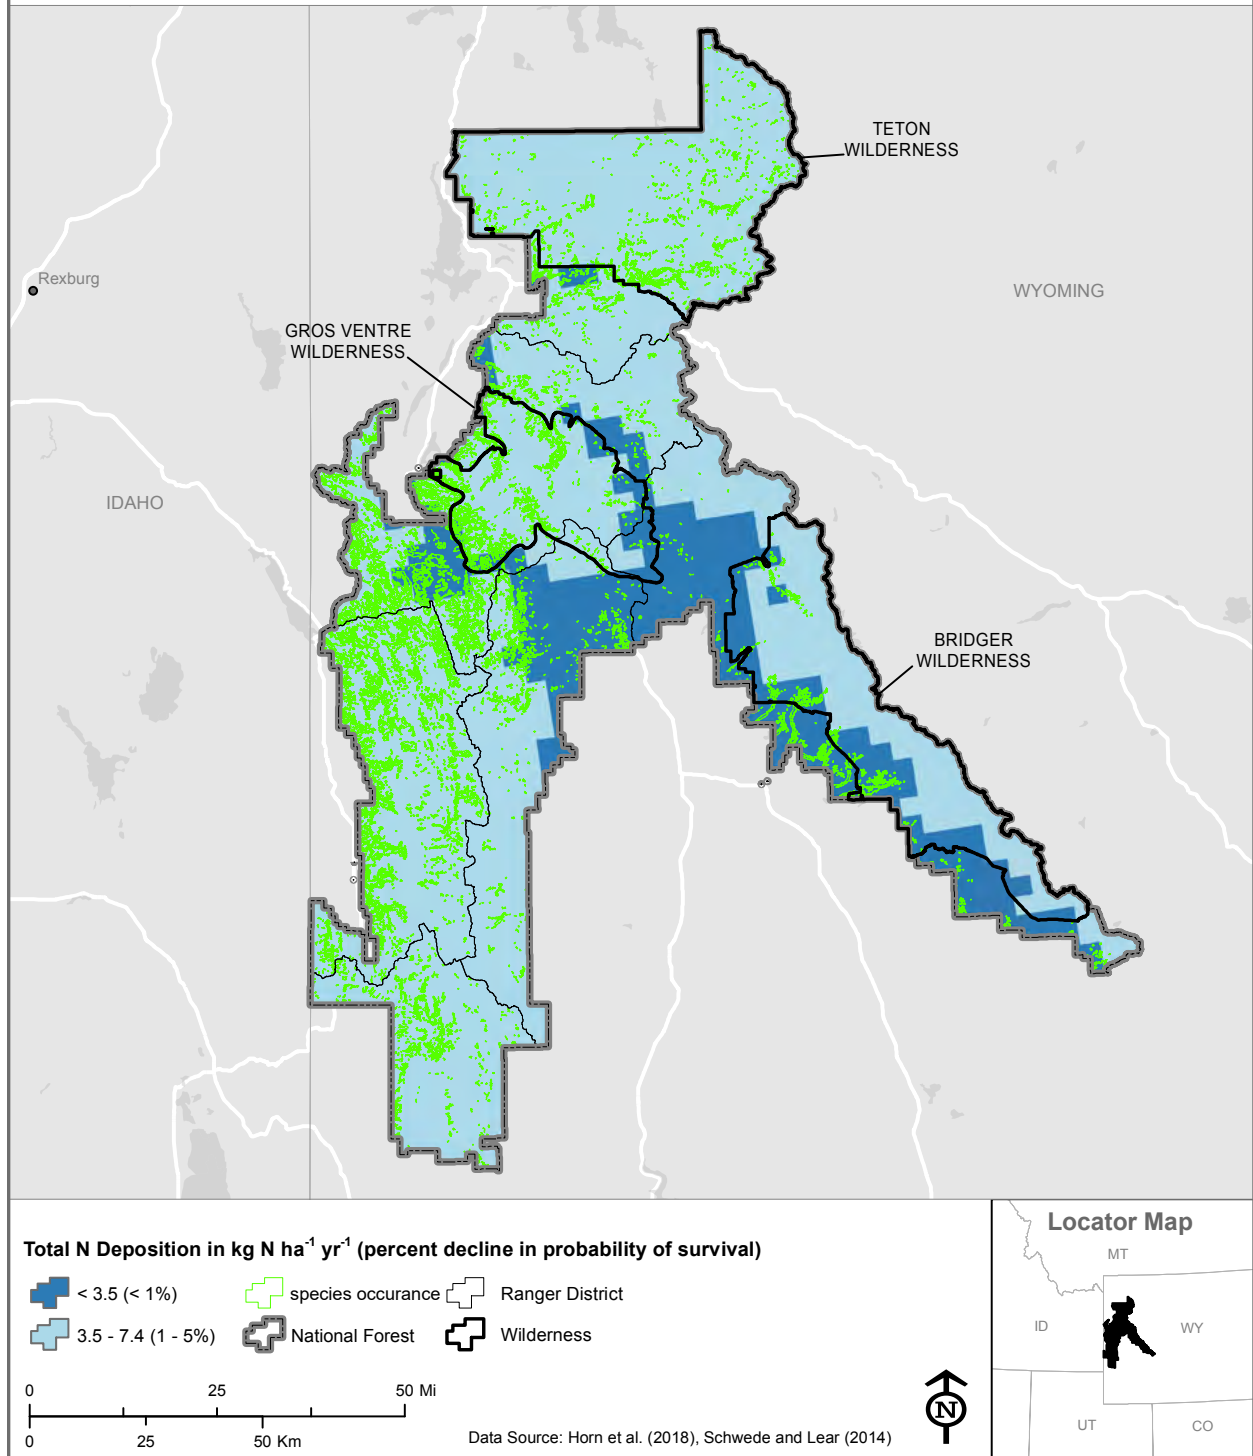 TETON
WILDERNESS
Rexburg
WYOMING
GROS VENTRE
WILDERNESS
IDAHO
BRIDGER
WILDERNESS
Total N Deposition in kg N ha⁻¹ yr⁻¹ (percent decline in probability of survival)
< 3.5 (< 1%)
species occurance
Ranger District
3.5 - 7.4 (1 - 5%)
National Forest
Wilderness
0 25 50 Mi
0 25 50 Km
N
Data Source: Horn et al. (2018), Schwede and Lear (2014)
Locator Map
MT
ID
WY
UT
CO